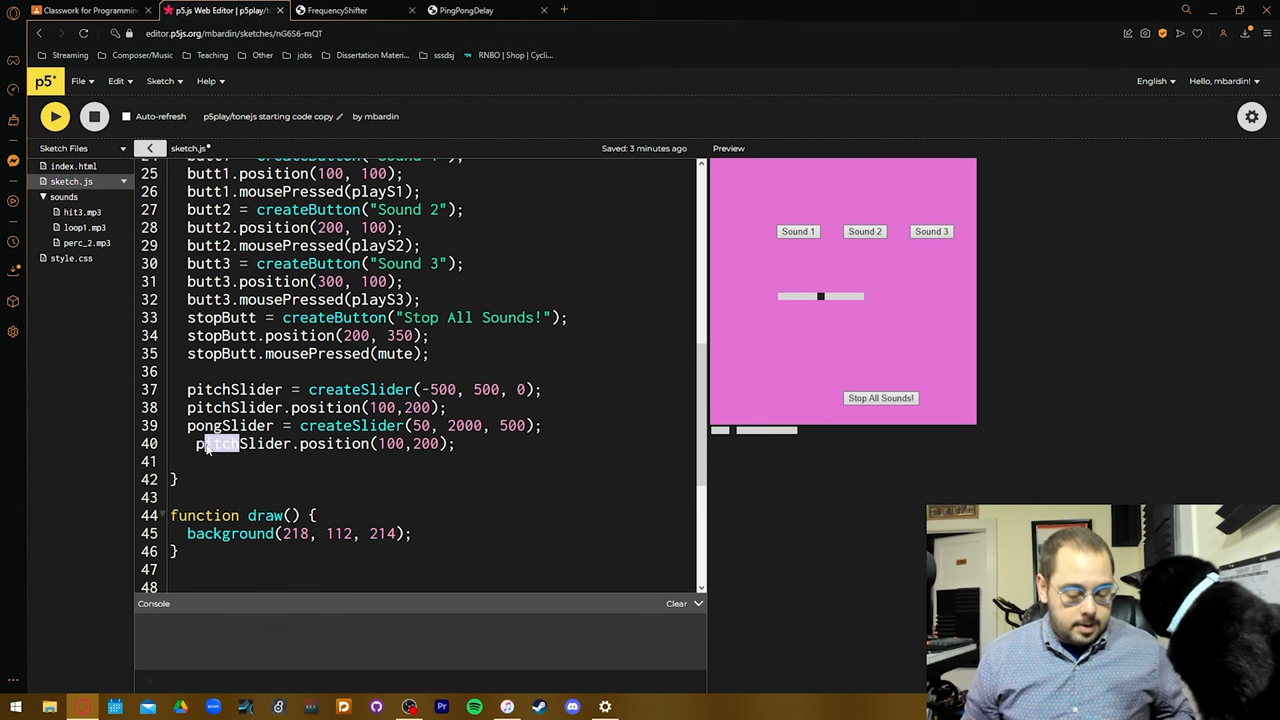 Classwork for Programmin
p5.js Web Editor | p5play/to
FrequencyShifter
PingPongDelay
editor.p5js.org/mbardin/sketches/nG6S6-mQT
Streaming
Composer/Music
Teaching
Other
jobs
Dissertation Materi...
sssdsj
RNBO | Shop | Cycli...
p5*
File
Edit
Sketch
Help
English
Hello, mbardin!
Auto-refresh
p5play/tonejs starting code copy
by mbardin
Sketch Files
sketch.js
Saved: 3 minutes ago
Preview
index.html
sketch.js
sounds
hit3.mp3
loop1.mp3
perc_2.mp3
style.css
25 butt1.position(100, 100);
26 butt1.mousePressed(playS1);
27 butt2 = createButton("Sound 2");
28 butt2.position(200, 100);
29 butt2.mousePressed(playS2);
30 butt3 = createButton("Sound 3");
31 butt3.position(300, 100);
32 butt3.mousePressed(playS3);
33 stopButt = createButton("Stop All Sounds!");
34 stopButt.position(200, 350);
35 stopButt.mousePressed(mute);
36
37 pitchSlider = createSlider(-500, 500, 0);
38 pitchSlider.position(100,200);
39 pongSlider = createSlider(50, 2000, 500);
40 pitchSlider.position(100,200);
41
42 }
43
44 function draw() {
45 background(218, 112, 214);
46 }
47
48
Sound 1
Sound 2
Sound 3
Stop All Sounds!
Console
Clear